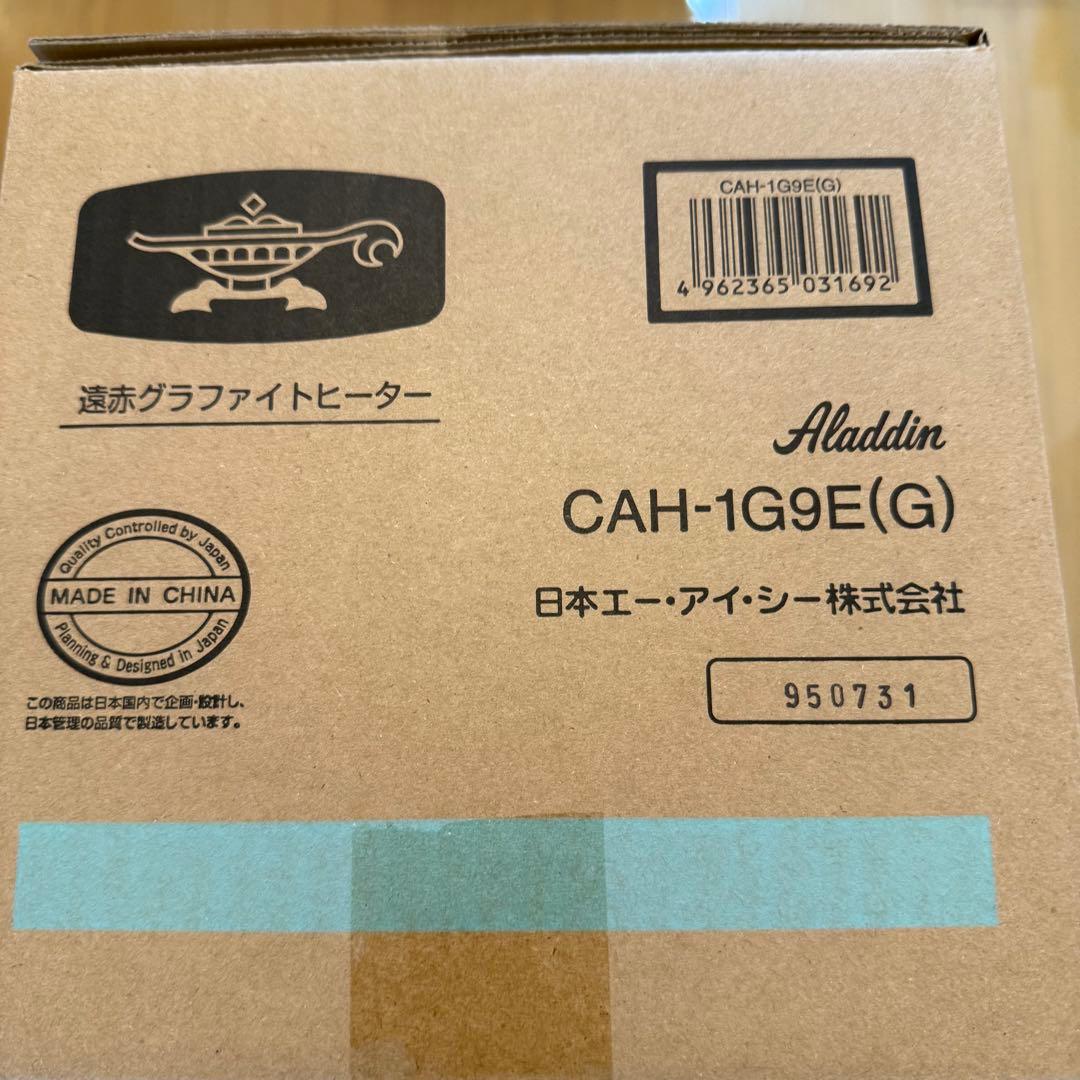 CAH-1G9E(G)
4 962365 031692
遠赤グラファイトヒーター
Aladdin
CAH-1G9E(G)
日本エー・アイ・シー株式会社
950731
Quality Controlled by Japan
MADE IN CHINA
Planning & Designed in Japan
この商品は日本国内で企画・設計し、
日本管理の品質で製造しています。